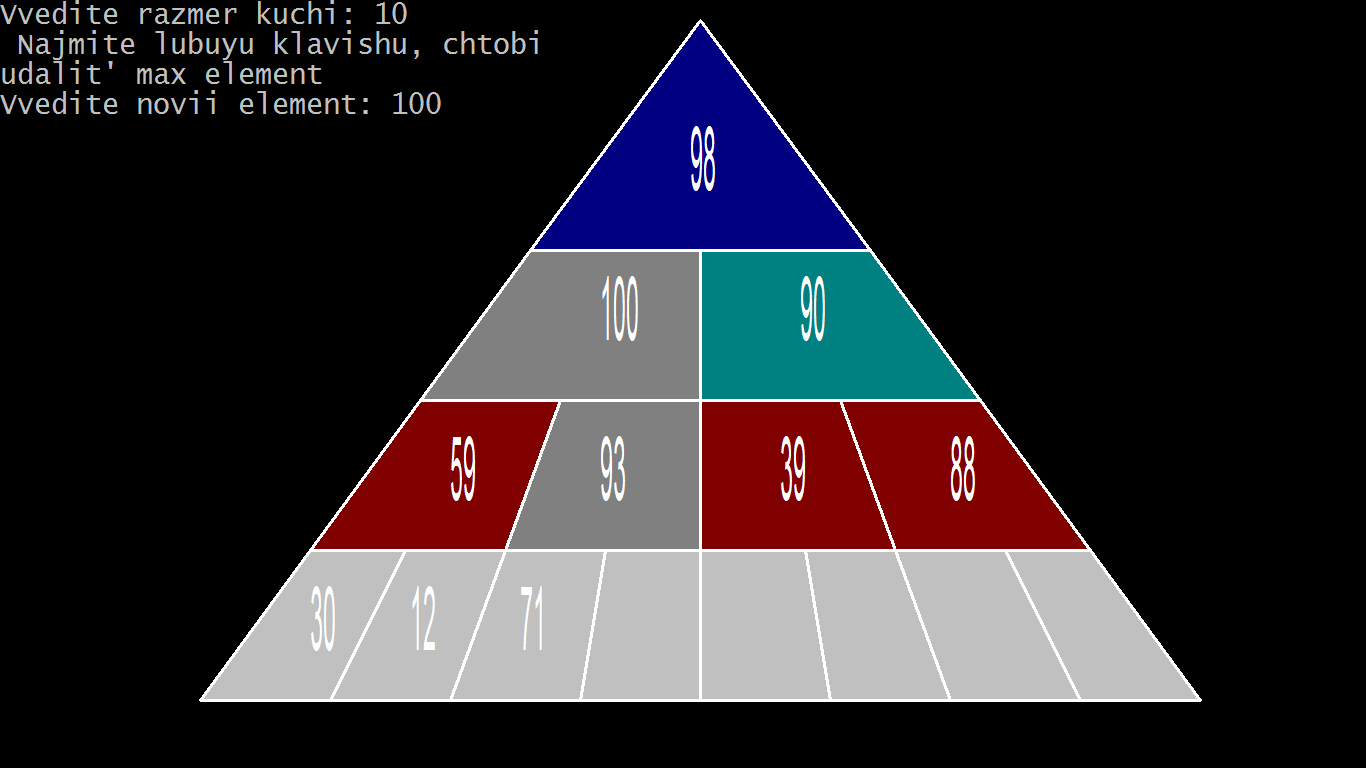 Vvedite razmer kuchi: 10
Najmite lubuyu klavishu, chtobi
udalit' max element
Vvedite novii element: 100
98
100 90
59 93 39 88
30 12 71